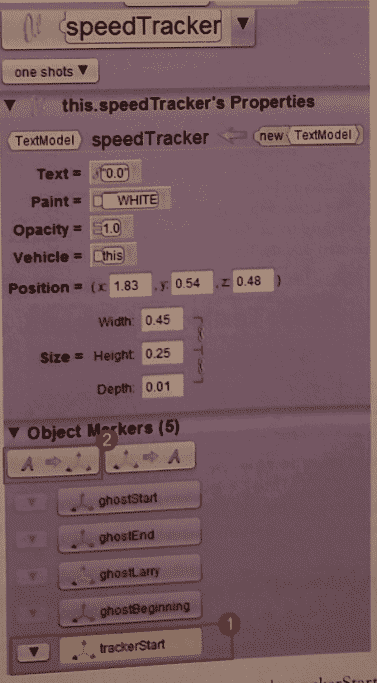 speedTracker
one shots
this.speedTracker's Properties
TextModel speedTracker new TextModel
Text = "0.0"
Paint = WHITE
Opacity = 1.0
Vehicle = this
Position = (x: 1.83 , y: 0.54 , z: 0.48 )
Width: 0.45
Size = Height: 0.25
Depth: 0.01
Object Markers (5)
2
A A
ghostStart
ghostEnd
ghostLarry
ghostBeginning
1
trackerStart